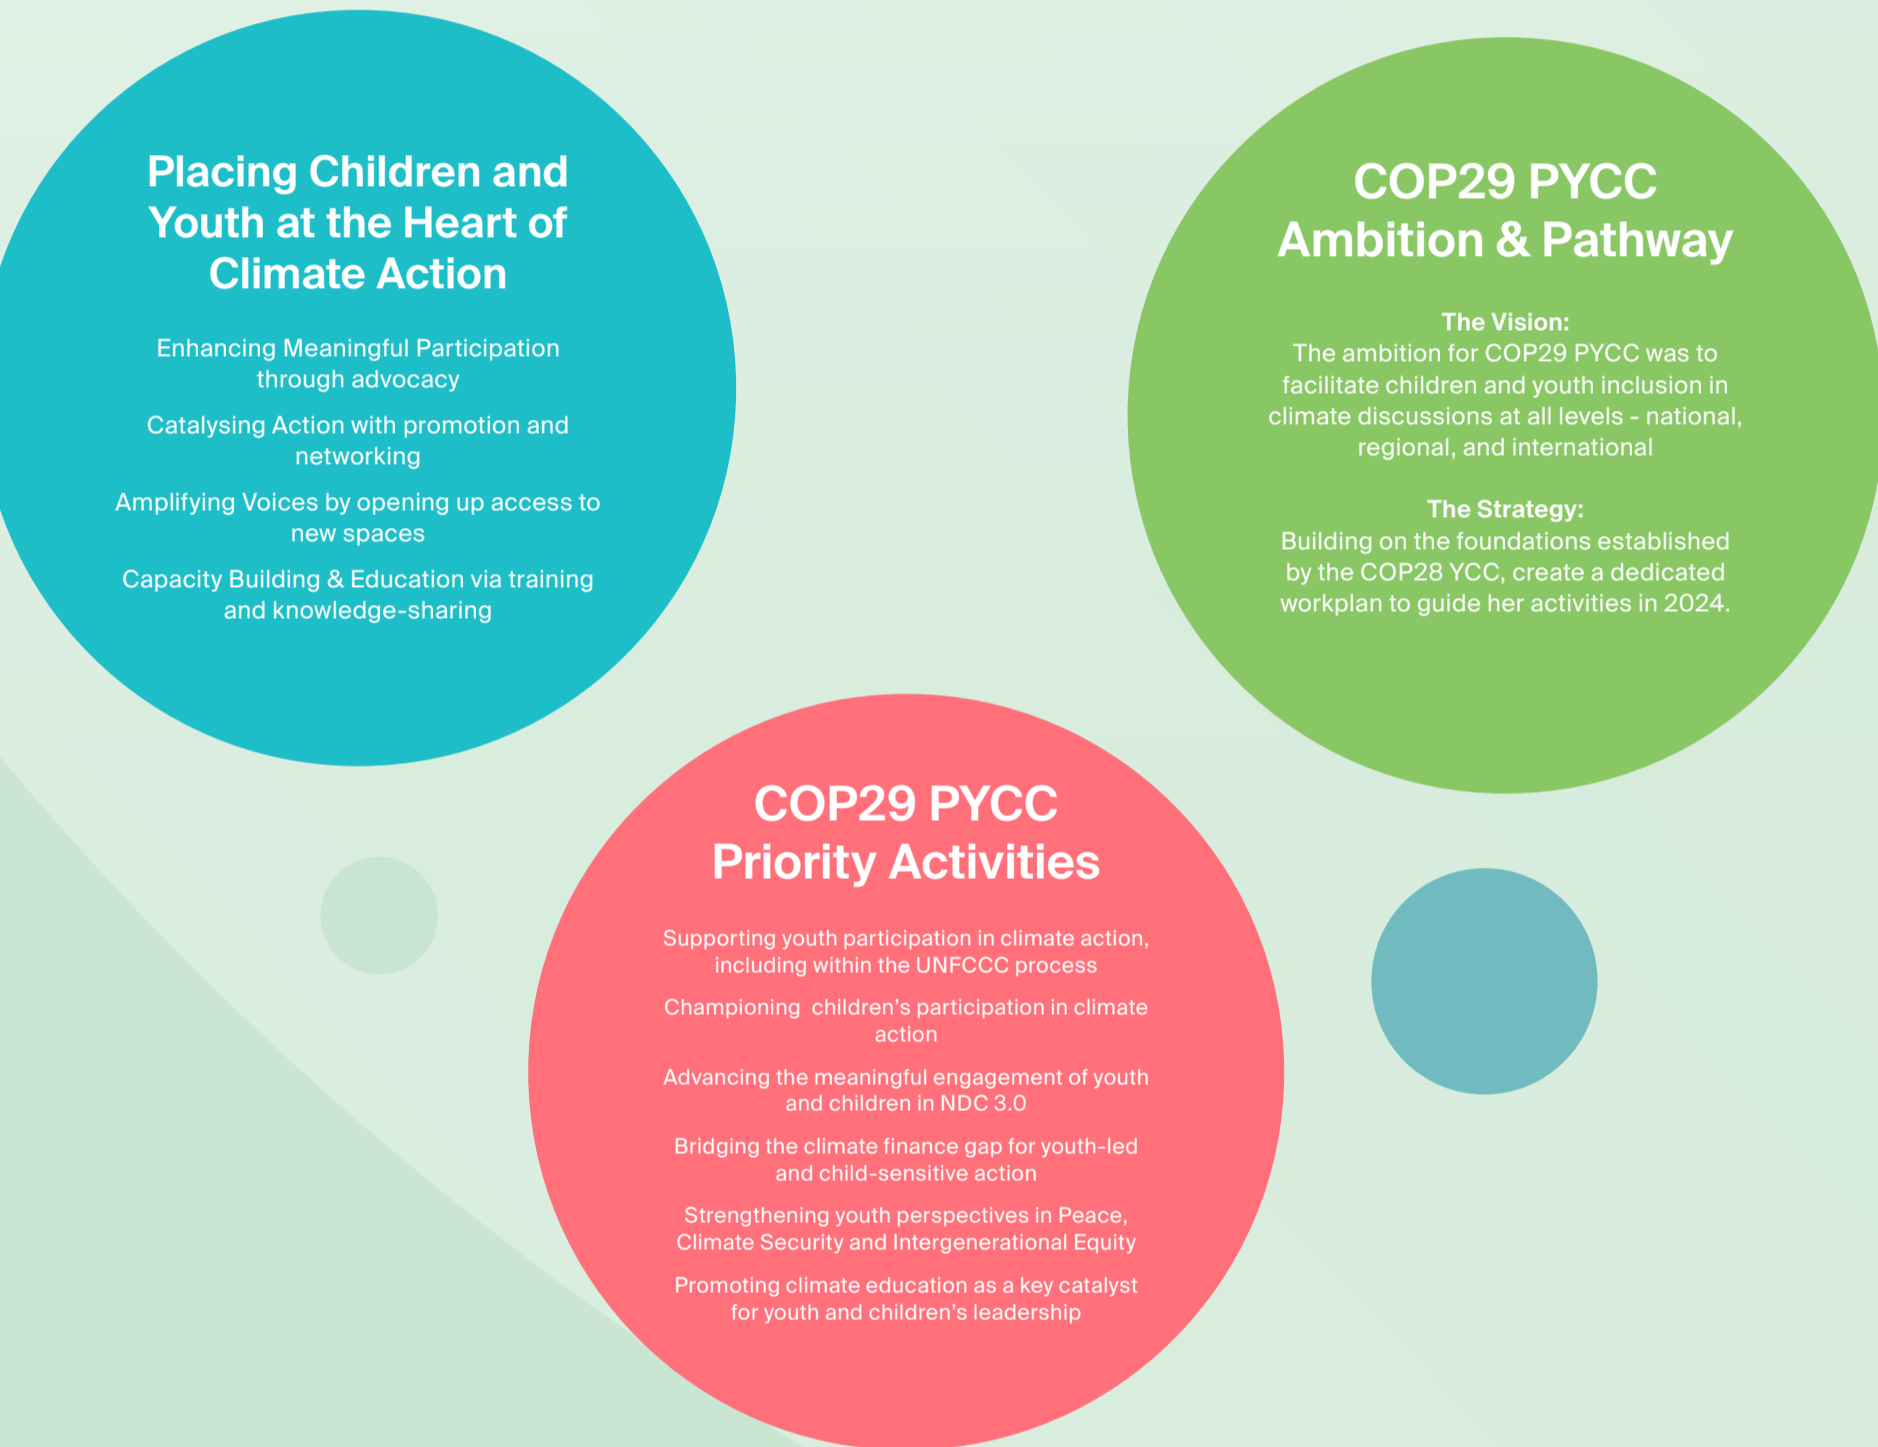 Placing Children and
Youth at the Heart of
Climate Action
Enhancing Meaningful Participation
through advocacy
Catalysing Action with promotion and
networking
Amplifying Voices by opening up access to
new spaces
Capacity Building & Education via training
and knowledge-sharing
COP29 PYCC
Ambition & Pathway
The Vision:
The ambition for COP29 PYCC was to
facilitate children and youth inclusion in
climate discussions at all levels - national,
regional, and international
The Strategy:
Building on the foundations established
by the COP28 YCC, create a dedicated
workplan to guide her activities in 2024.
COP29 PYCC
Priority Activities
Supporting youth participation in climate action,
including within the UNFCCC process
Championing  children's participation in climate
action
Advancing the meaningful engagement of youth
and children in NDC 3.0
Bridging the climate finance gap for youth-led
and child-sensitive action
Strengthening youth perspectives in Peace,
Climate Security and Intergenerational Equity
Promoting climate education as a key catalyst
for youth and children's leadership